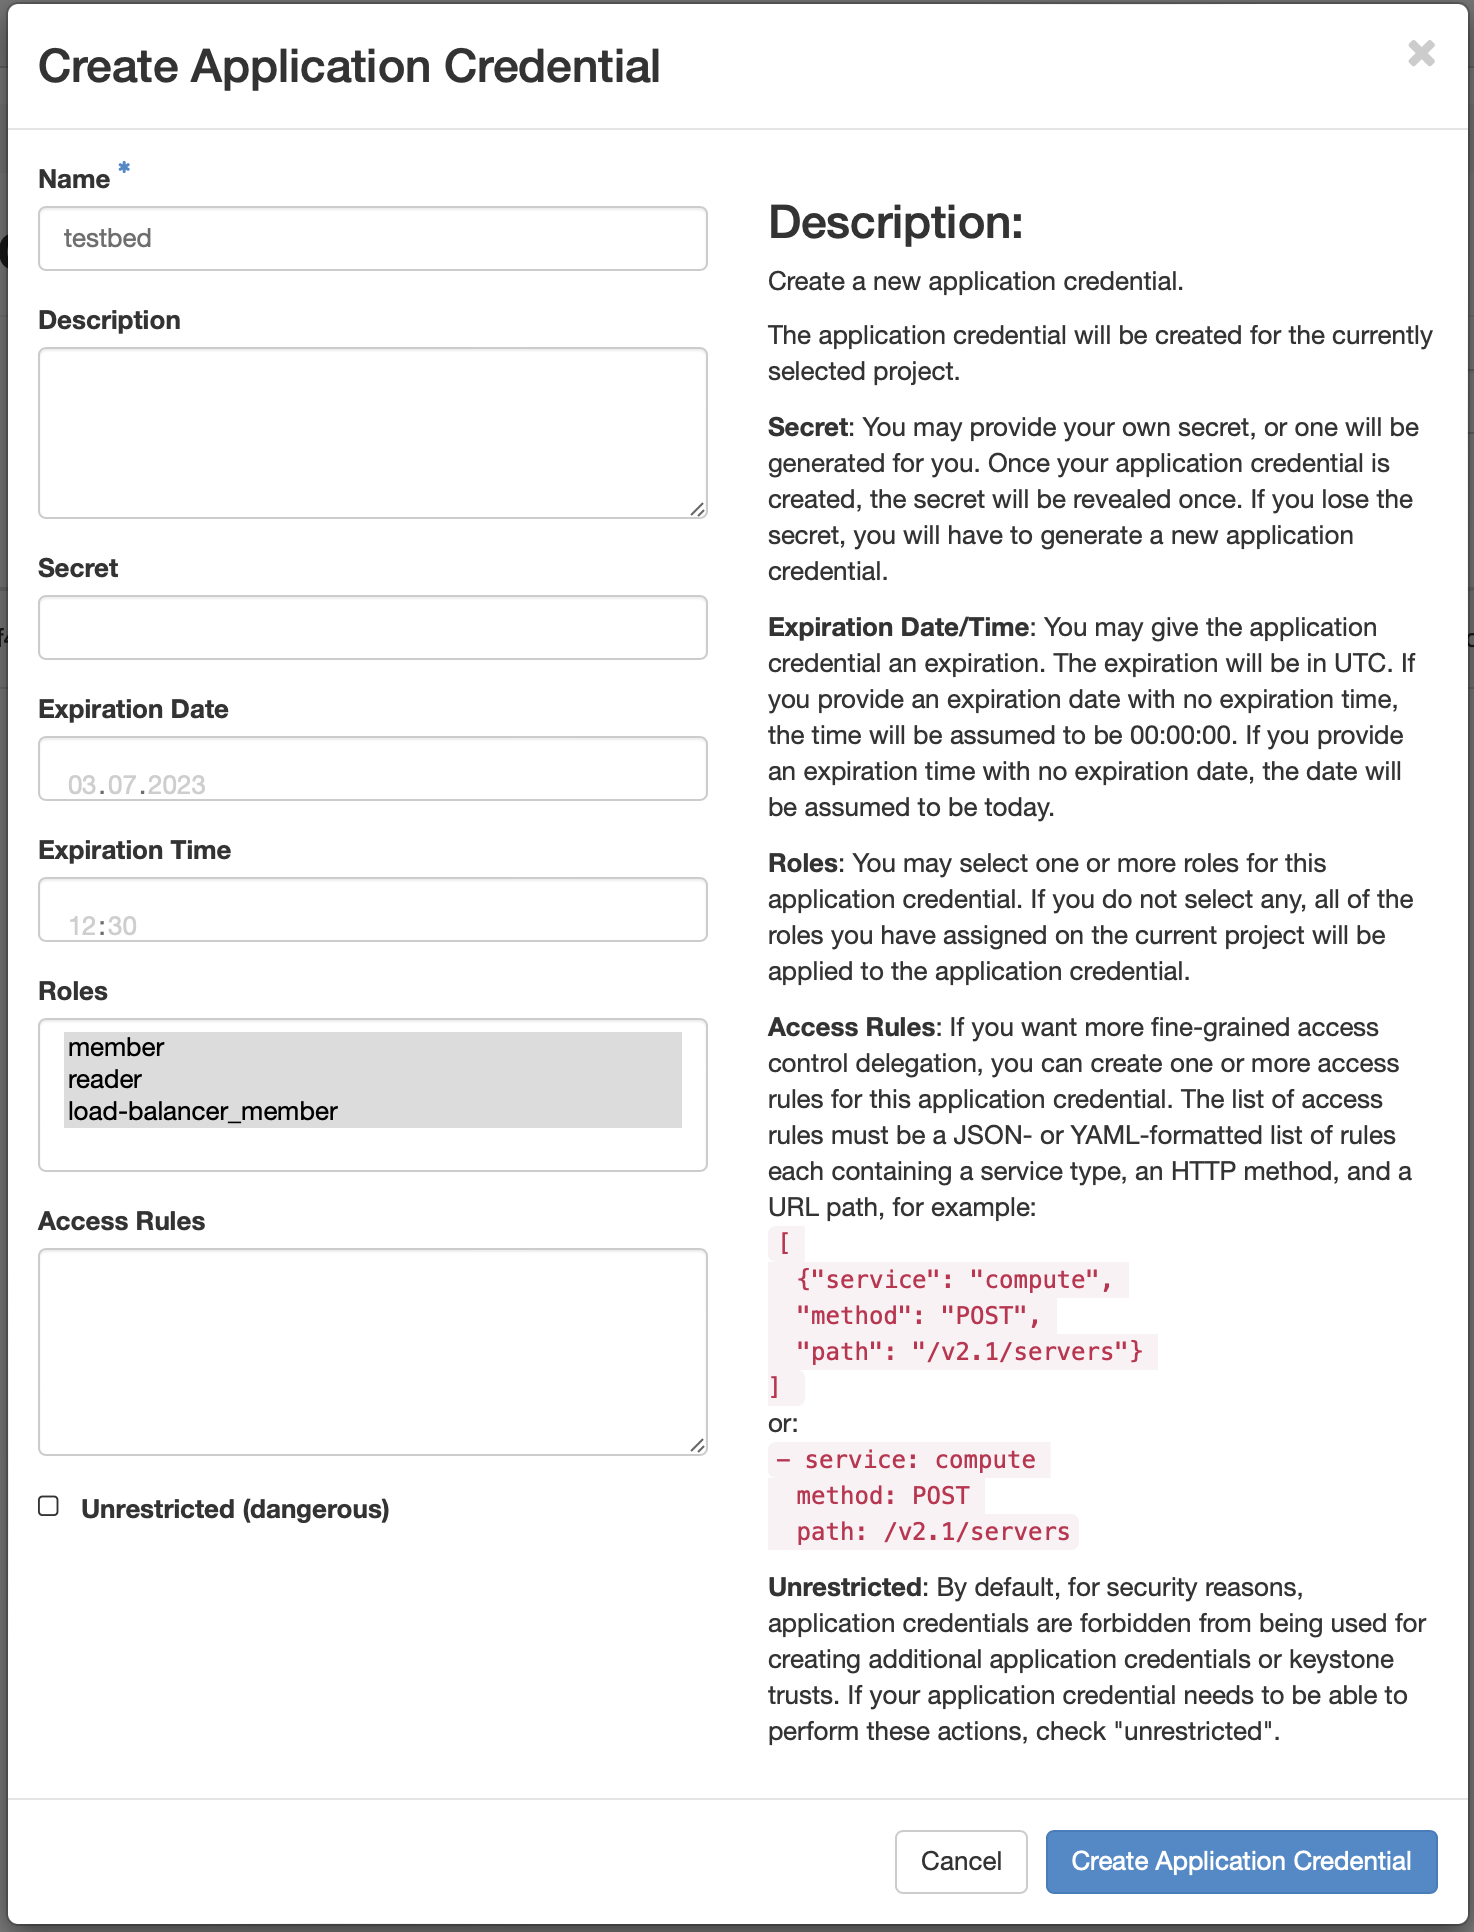 Create Application Credential
✖
Name *
testbed
Description
Secret
Expiration Date
03.07.2023
Expiration Time
12:30
Roles
member
reader
load-balancer_member
Access Rules
Unrestricted (dangerous)
Description:
Create a new application credential.
The application credential will be created for the currently
selected project.
Secret: You may provide your own secret, or one will be
generated for you. Once your application credential is
created, the secret will be revealed once. If you lose the
secret, you will have to generate a new application
credential.
Expiration Date/Time: You may give the application
credential an expiration. The expiration will be in UTC. If
you provide an expiration date with no expiration time,
the time will be assumed to be 00:00:00. If you provide
an expiration time with no expiration date, the date will
be assumed to be today.
Roles: You may select one or more roles for this
application credential. If you do not select any, all of the
roles you have assigned on the current project will be
applied to the application credential.
Access Rules: If you want more fine-grained access
control delegation, you can create one or more access
rules for this application credential. The list of access
rules must be a JSON- or YAML-formatted list of rules
each containing a service type, an HTTP method, and a
URL path, for example:
[
{"service": "compute",
"method": "POST",
"path": "/v2.1/servers"}
]
or:
- service: compute
method: POST
path: /v2.1/servers
Unrestricted: By default, for security reasons,
application credentials are forbidden from being used for
creating additional application credentials or keystone
trusts. If your application credential needs to be able to
perform these actions, check "unrestricted".
Cancel
Create Application Credential